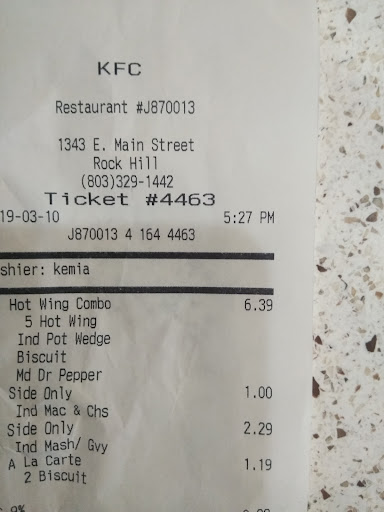 KFC
Restaurant #J870013
1343 E. Main Street
Rock Hill
(803)329-1442
Ticket #4463
19-03-10 5:27 PM
J870013 4 164 4463
shier: kemia
Hot Wing Combo 6.39
5 Hot Wing
Ind Pot Wedge
Biscuit
Md Dr Pepper
Side Only 1.00
Ind Mac & Chs
Side Only 2.29
Ind Mash/ Gvy
A La Carte 1.19
2 Biscuit